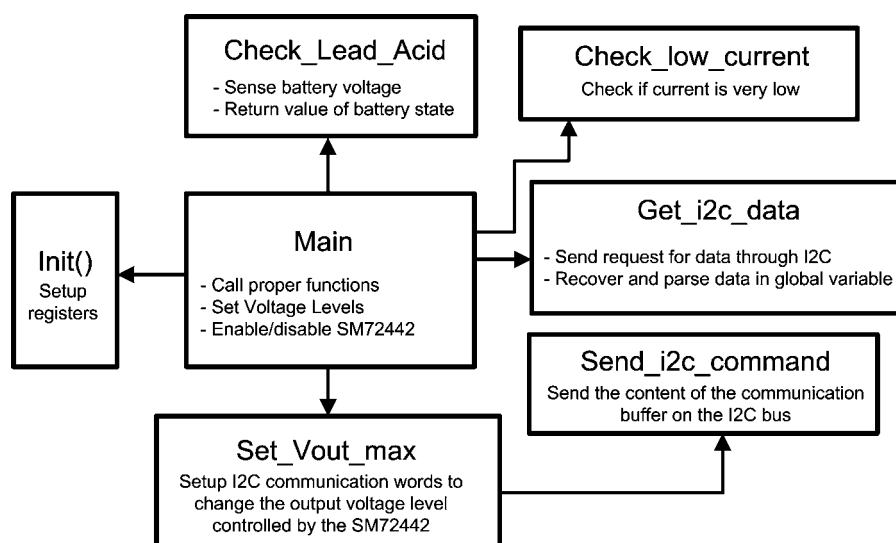 Check_Lead_Acid
- Sense battery voltage
- Return value of battery state
Check_low_current
Check if current is very low
Init()
Setup
registers
Main
- Call proper functions
- Set Voltage Levels
- Enable/disable SM72442
Get_i2c_data
- Send request for data through I2C
- Recover and parse data in global variable
Send_i2c_command
Send the content of the communication
buffer on the I2C bus
Set_Vout_max
Setup I2C communication words to
change the output voltage level
controlled by the SM72442